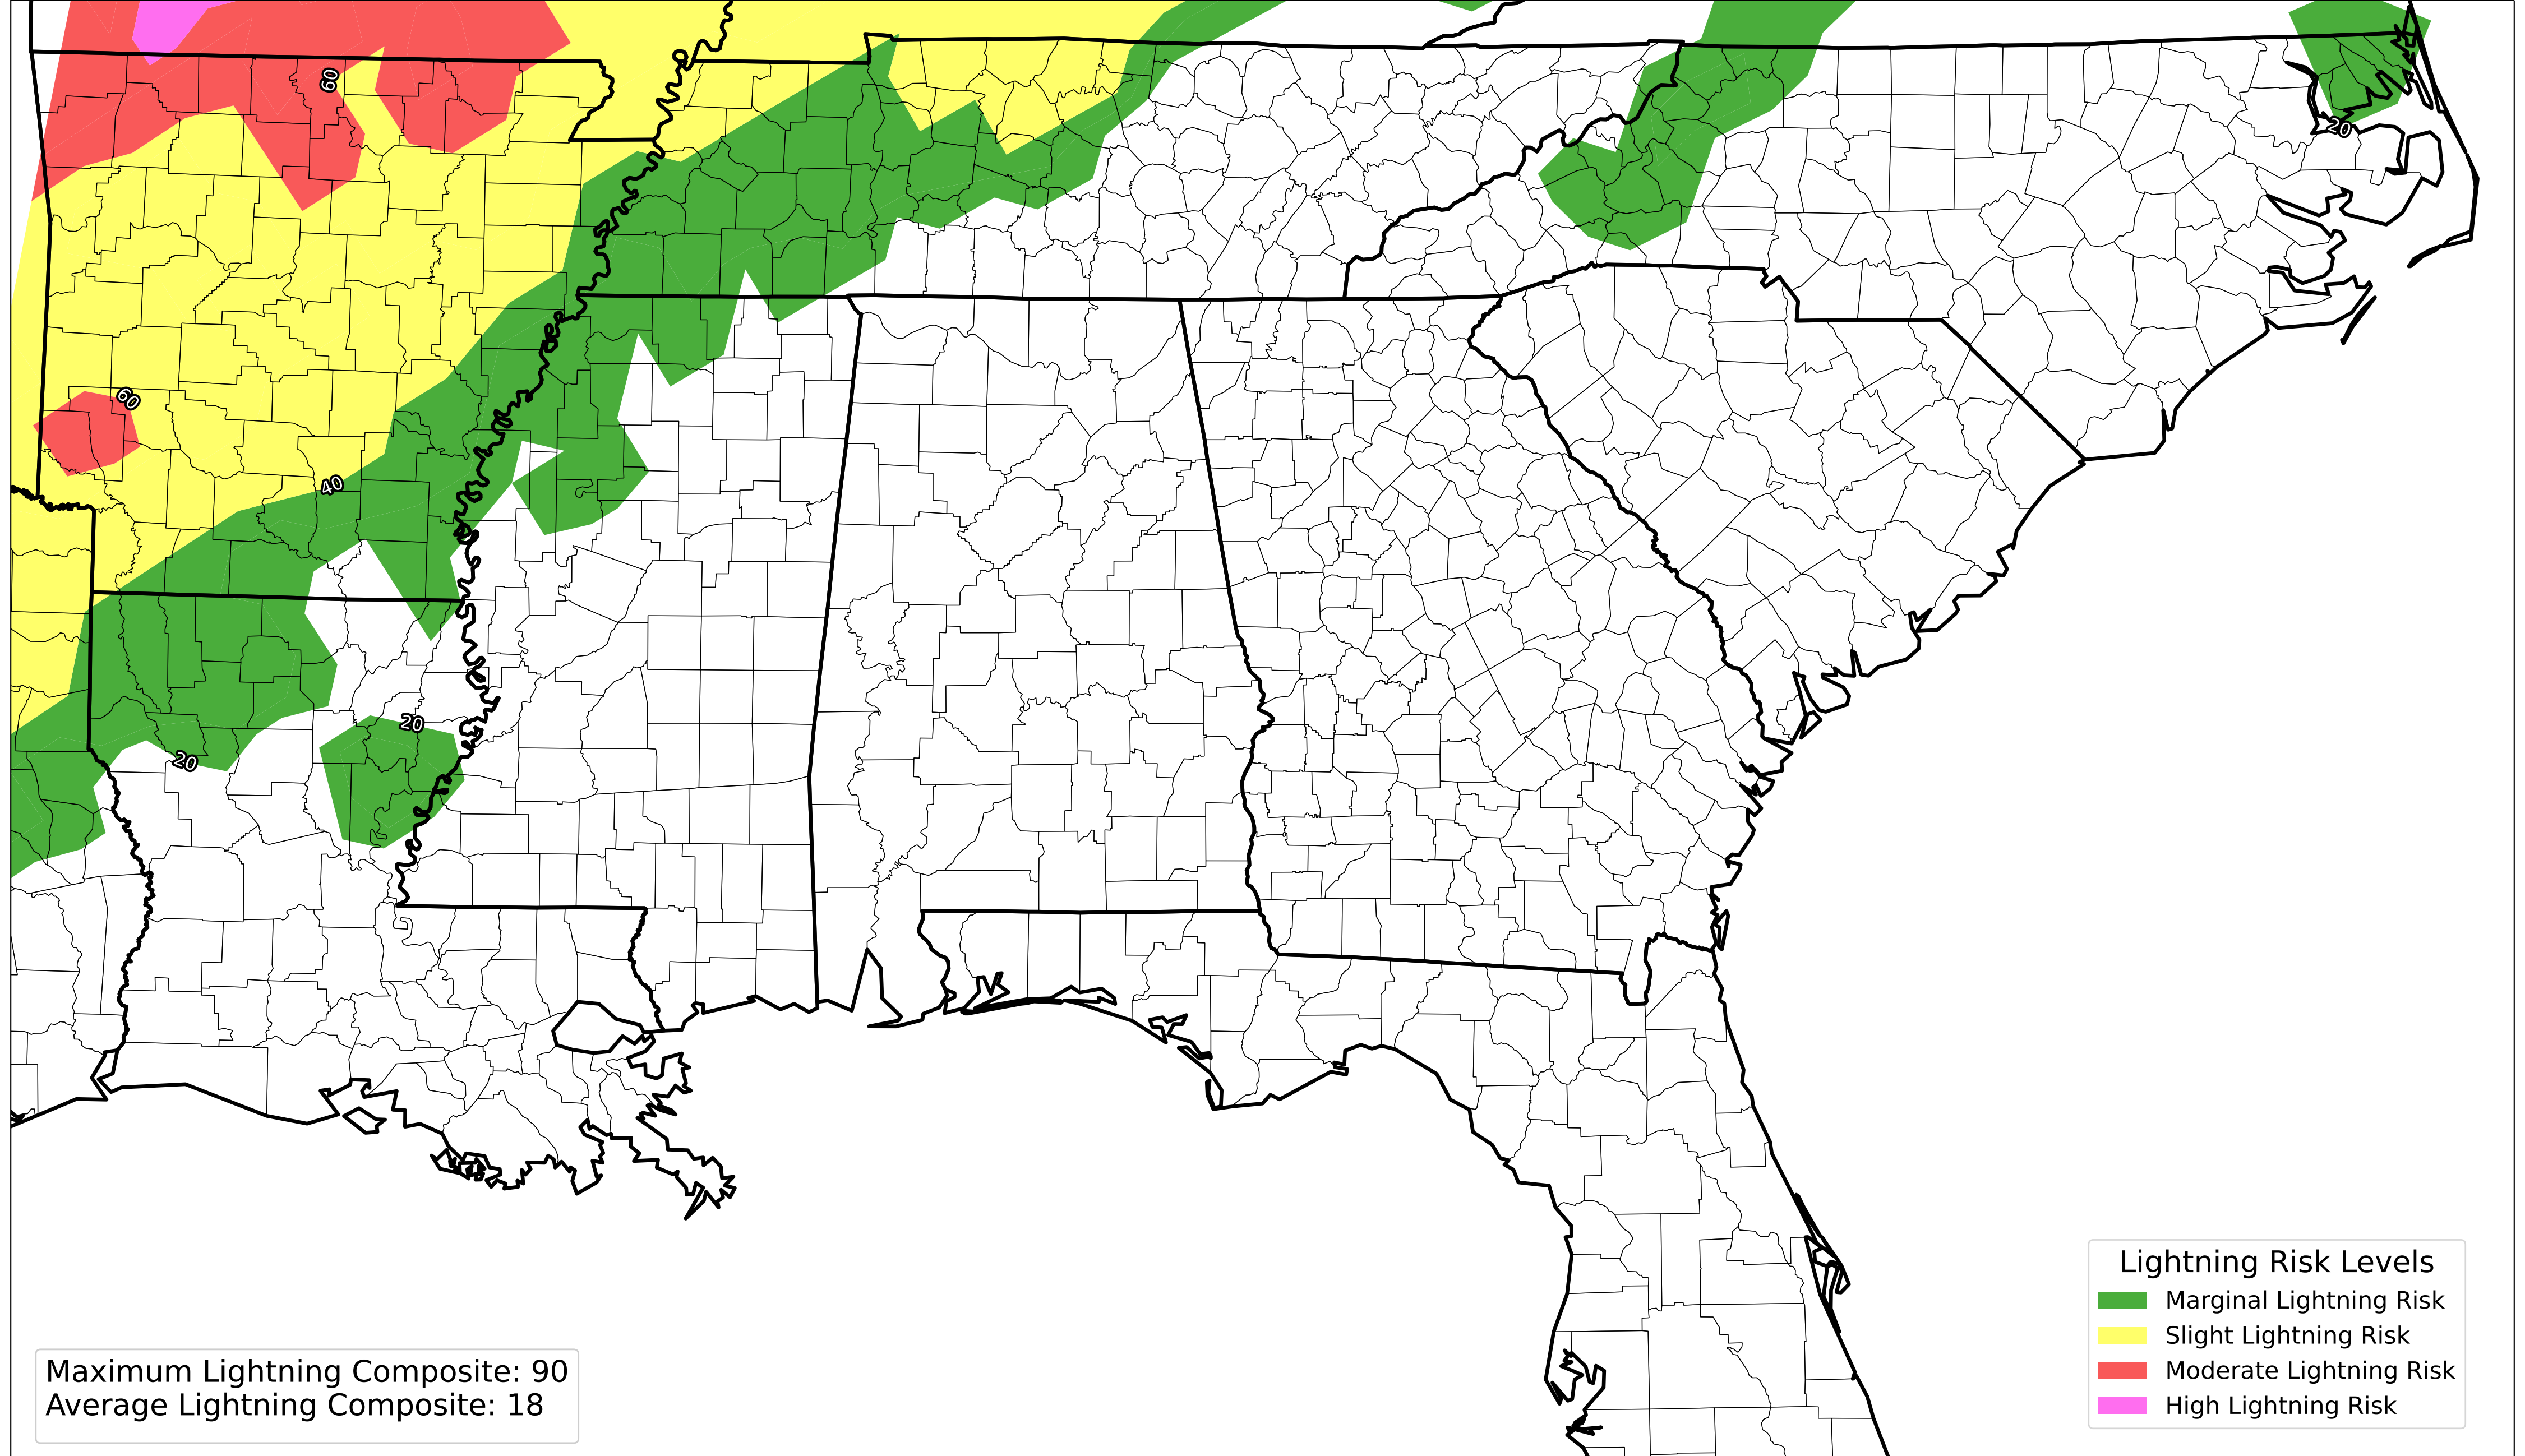 60
20
60
40
20
20
Lightning Risk Levels
Marginal Lightning Risk
Slight Lightning Risk
Moderate Lightning Risk
High Lightning Risk
Maximum Lightning Composite: 90
Average Lightning Composite: 18